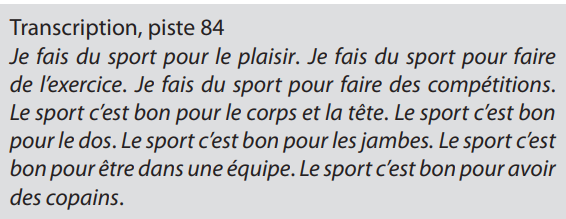 Transcription, piste 84
Je fais du sport pour le plaisir. Je fais du sport pour faire
de l’exercice. Je fais du sport pour faire des compétitions.
Le sport c’est bon pour le corps et la tête. Le sport c’est bon
pour le dos. Le sport c’est bon pour les jambes. Le sport c’est
bon pour être dans une équipe. Le sport c’est bon pour avoir
des copains.